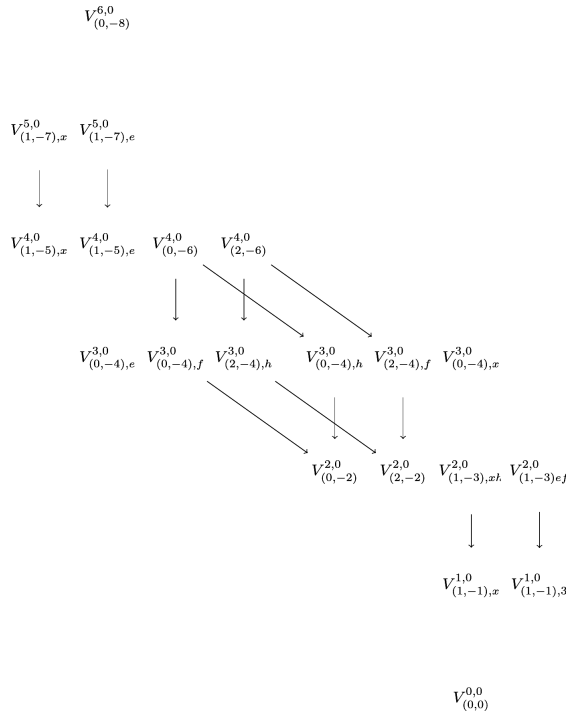 V^{6,0}_{(0,-8)}
V^{5,0}_{(1,-7),x} V^{5,0}_{(1,-7),e}
V^{4,0}_{(1,-5),x} V^{4,0}_{(1,-5),e} V^{4,0}_{(0,-6)} V^{4,0}_{(2,-6)}
V^{3,0}_{(0,-4),e} V^{3,0}_{(0,-4),f} V^{3,0}_{(2,-4),h} V^{3,0}_{(0,-4),h} V^{3,0}_{(2,-4),f} V^{3,0}_{(0,-4),x}
V^{2,0}_{(0,-2)} V^{2,0}_{(2,-2)} V^{2,0}_{(1,-3),xh} V^{2,0}_{(1,-3)ef}
V^{1,0}_{(1,-1),x} V^{1,0}_{(1,-1),3}
V^{0,0}_{(0,0)}